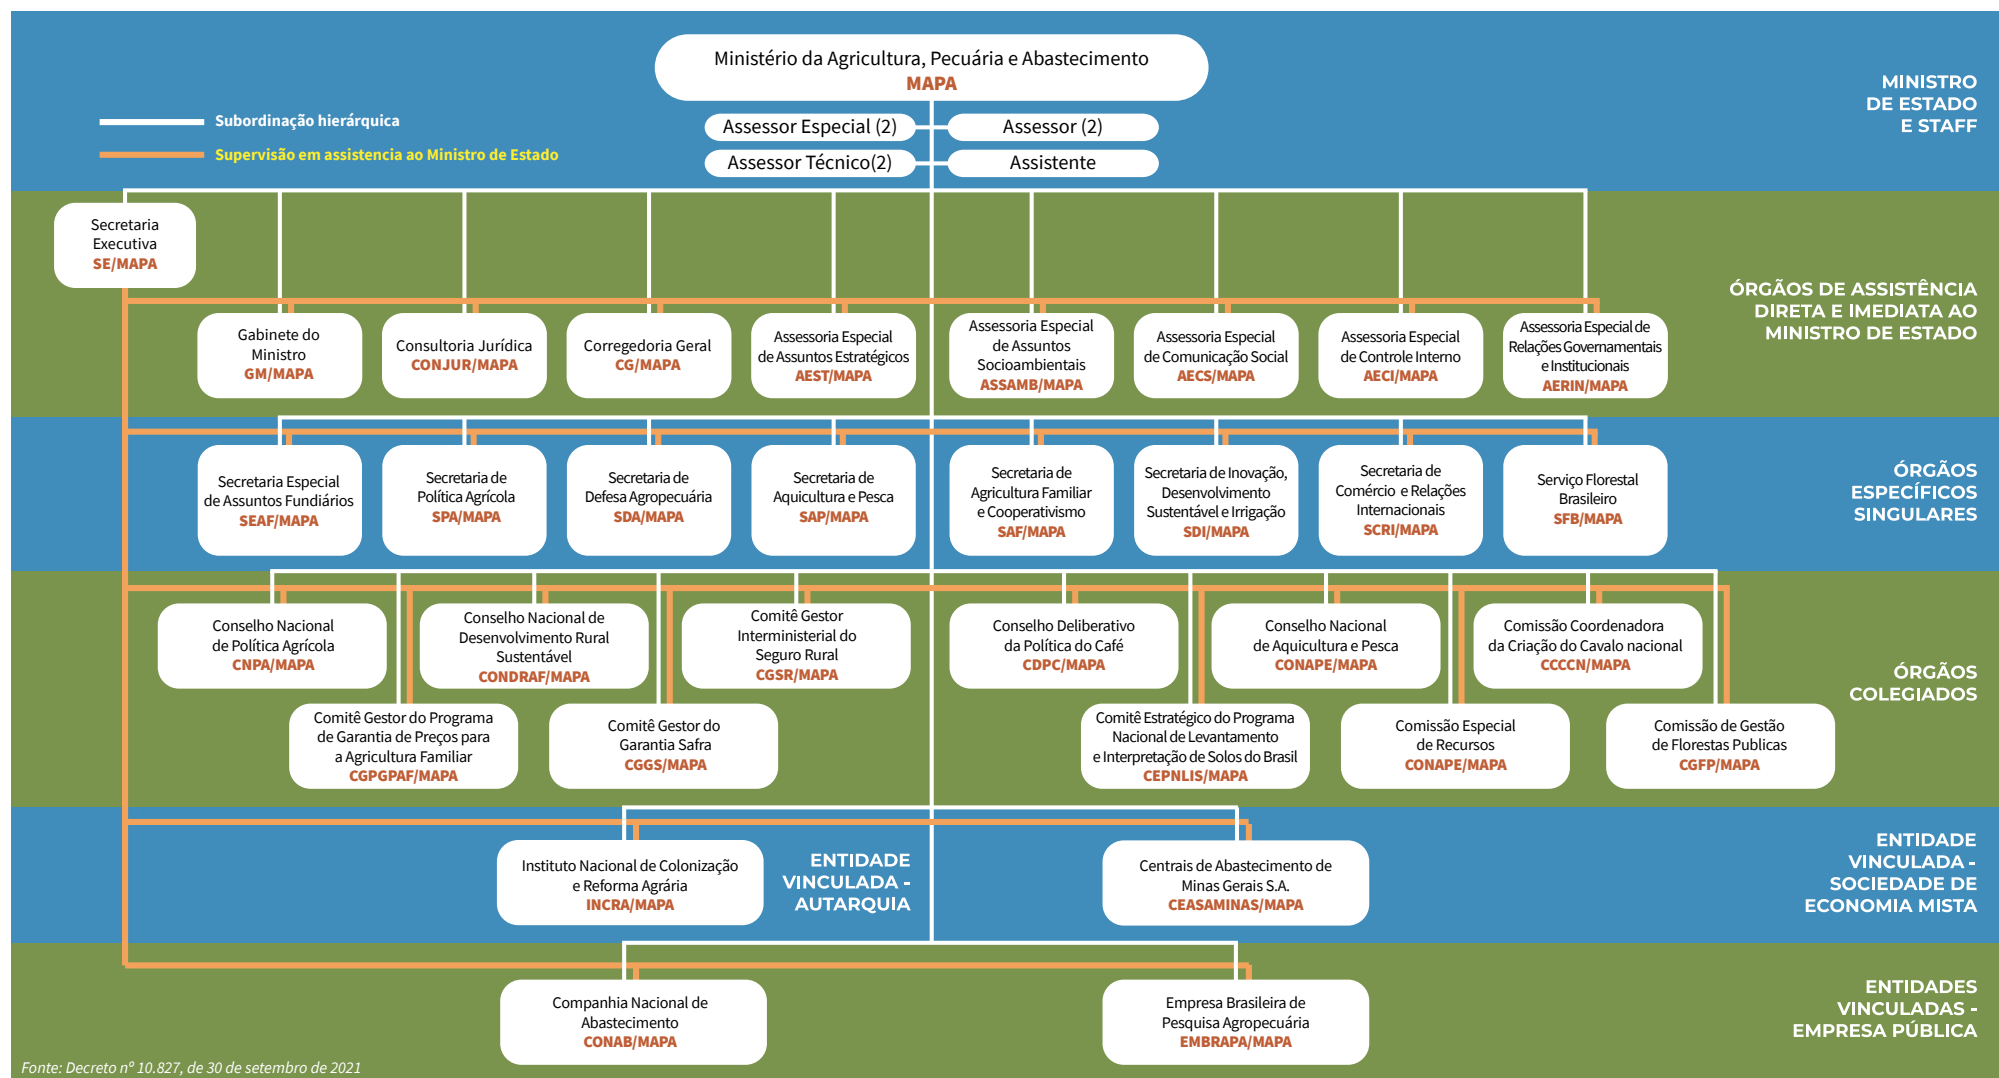 Ministério da Agricultura, Pecuária e Abastecimento
MAPA
MINISTRO
DE ESTADO
E STAFF
Subordinação hierárquica
Supervisão em assistencia ao Ministro de Estado
Assessor Especial (2)
Assessor (2)
Assessor Técnico(2)
Assistente
Secretaria
Executiva
SE/MAPA
ÓRGÃOS DE ASSISTÊNCIA
DIRETA E IMEDIATA AO
MINISTRO DE ESTADO
Gabinete do
Ministro
GM/MAPA
Consultoria Jurídica
CONJUR/MAPA
Corregedoria Geral
CG/MAPA
Assessoria Especial
de Assuntos Estratégicos
AEST/MAPA
Assessoria Especial
de Assuntos
Socioambientais
ASSAMB/MAPA
Assessoria Especial
de Comunicação Social
AECS/MAPA
Assessoria Especial
de Controle Interno
AECI/MAPA
Assessoria Especial de
Relações Governamentais
e Institucionais
AERIN/MAPA
Secretaria Especial
de Assuntos Fundiários
SEAF/MAPA
Secretaria de
Política Agrícola
SPA/MAPA
Secretaria de
Defesa Agropecuária
SDA/MAPA
Secretaria de
Aquicultura e Pesca
SAP/MAPA
Secretaria de
Agricultura Familiar
e Cooperativismo
SAF/MAPA
Secretaria de Inovação,
Desenvolvimento
Sustentável e Irrigação
SDI/MAPA
Secretaria de
Comércio e Relações
Internacionais
SCRI/MAPA
Serviço Florestal
Brasileiro
SFB/MAPA
ÓRGÃOS
ESPECÍFICOS
SINGULARES
Conselho Nacional
de Política Agrícola
CNPA/MAPA
Conselho Nacional de
Desenvolvimento Rural
Sustentável
CONDRAF/MAPA
Comitê Gestor
Interministerial do
Seguro Rural
CGSR/MAPA
Conselho Deliberativo
da Política do Café
CDPC/MAPA
Conselho Nacional
de Aquicultura e Pesca
CONAPE/MAPA
Comissão Coordenadora
da Criação do Cavalo nacional
CCCCN/MAPA
ÓRGÃOS
COLEGIADOS
Comitê Gestor do Programa
de Garantia de Preços para
a Agricultura Familiar
CGPGPAF/MAPA
Comitê Gestor do
Garantia Safra
CGGS/MAPA
Comitê Estratégico do Programa
Nacional de Levantamento
e Interpretação de Solos do Brasil
CEPNLIS/MAPA
Comissão Especial
de Recursos
CONAPE/MAPA
Comissão de Gestão
de Florestas Publicas
CGFP/MAPA
Instituto Nacional de Colonização
e Reforma Agrária
INCRA/MAPA
ENTIDADE
VINCULADA -
AUTARQUIA
Centrais de Abastecimento de
Minas Gerais S.A.
CEASAMINAS/MAPA
ENTIDADE
VINCULADA -
SOCIEDADE DE
ECONOMIA MISTA
Companhia Nacional de
Abastecimento
CONAB/MAPA
Empresa Brasileira de
Pesquisa Agropecuária
EMBRAPA/MAPA
ENTIDADES
VINCULADAS -
EMPRESA PÚBLICA
Fonte: Decreto nº 10.827, de 30 de setembro de 2021